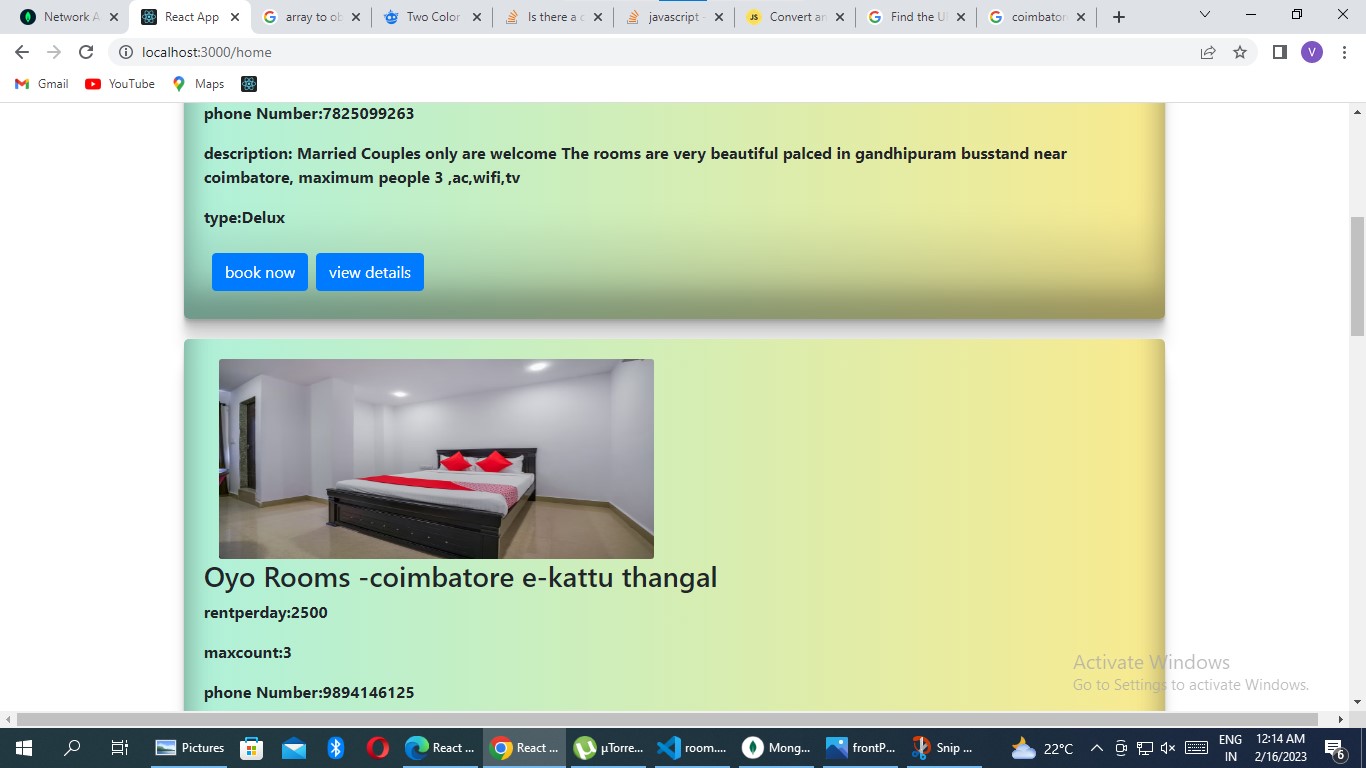 Network A
React App
array to ob
Two Color
Is there a c
javascript -
Convert an
Find the U
coimbator
localhost:3000/home
V
Gmail
YouTube
Maps
phone Number:7825099263
description: Married Couples only are welcome The rooms are very beautiful palced in gandhipuram busstand near
coimbatore, maximum people 3 ,ac,wifi,tv
type:Delux
book now
view details
Oyo Rooms -coimbatore e-kattu thangal
rentperday:2500
maxcount:3
phone Number:9894146125
Activate Windows
Go to Settings to activate Windows.
Pictures
React ...
React ...
µTorre...
room....
Mong...
frontP...
Snip ...
22°C
ENG
IN
12:14 AM
2/16/2023
6